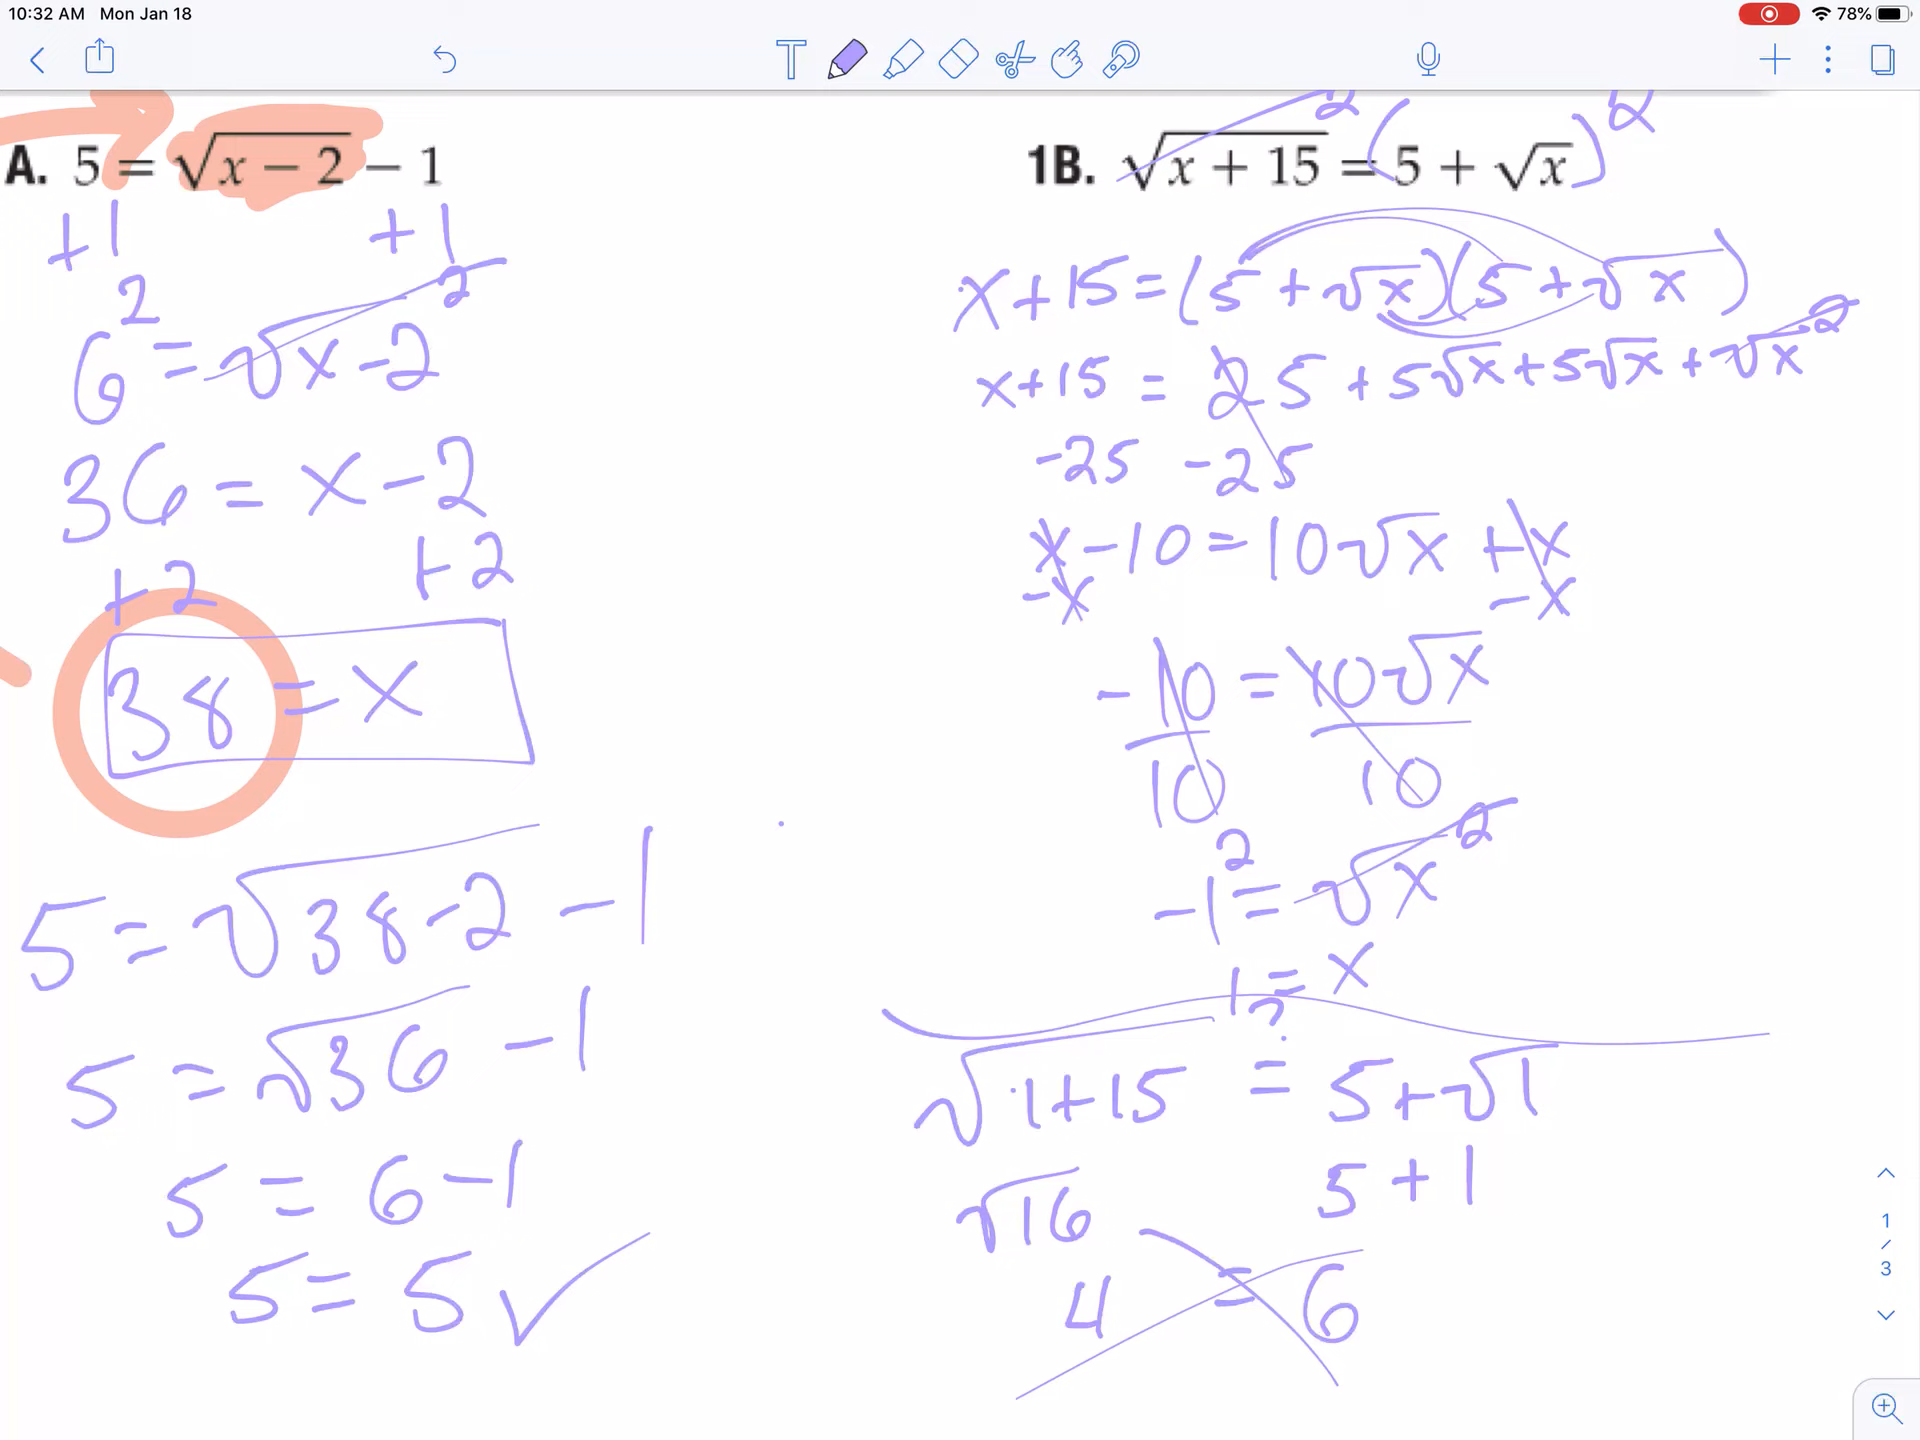 10:32 AM Mon Jan 18
78%
T
A. 5 = √(x − 2) − 1
+1 +1
6² = √(x-2)²
36 = x-2
+2 +2
38 = x
5 = √(38-2) -1
5 = √36 -1
5 = 6-1
5 = 5 ✓
1B. √(x + 15)² = (5 + √x)²
x+15 = (5+√x)(5+√x)
x+15 = 25 + 5√x + 5√x + √x²
-25 -25
x-10 = 10√x + x
-x -x
-10 = 10√x
10 10
-1² = √x²
1 = x
√(1+15) ≟ 5+√1
√16 5+1
4 = 6
1
/
3